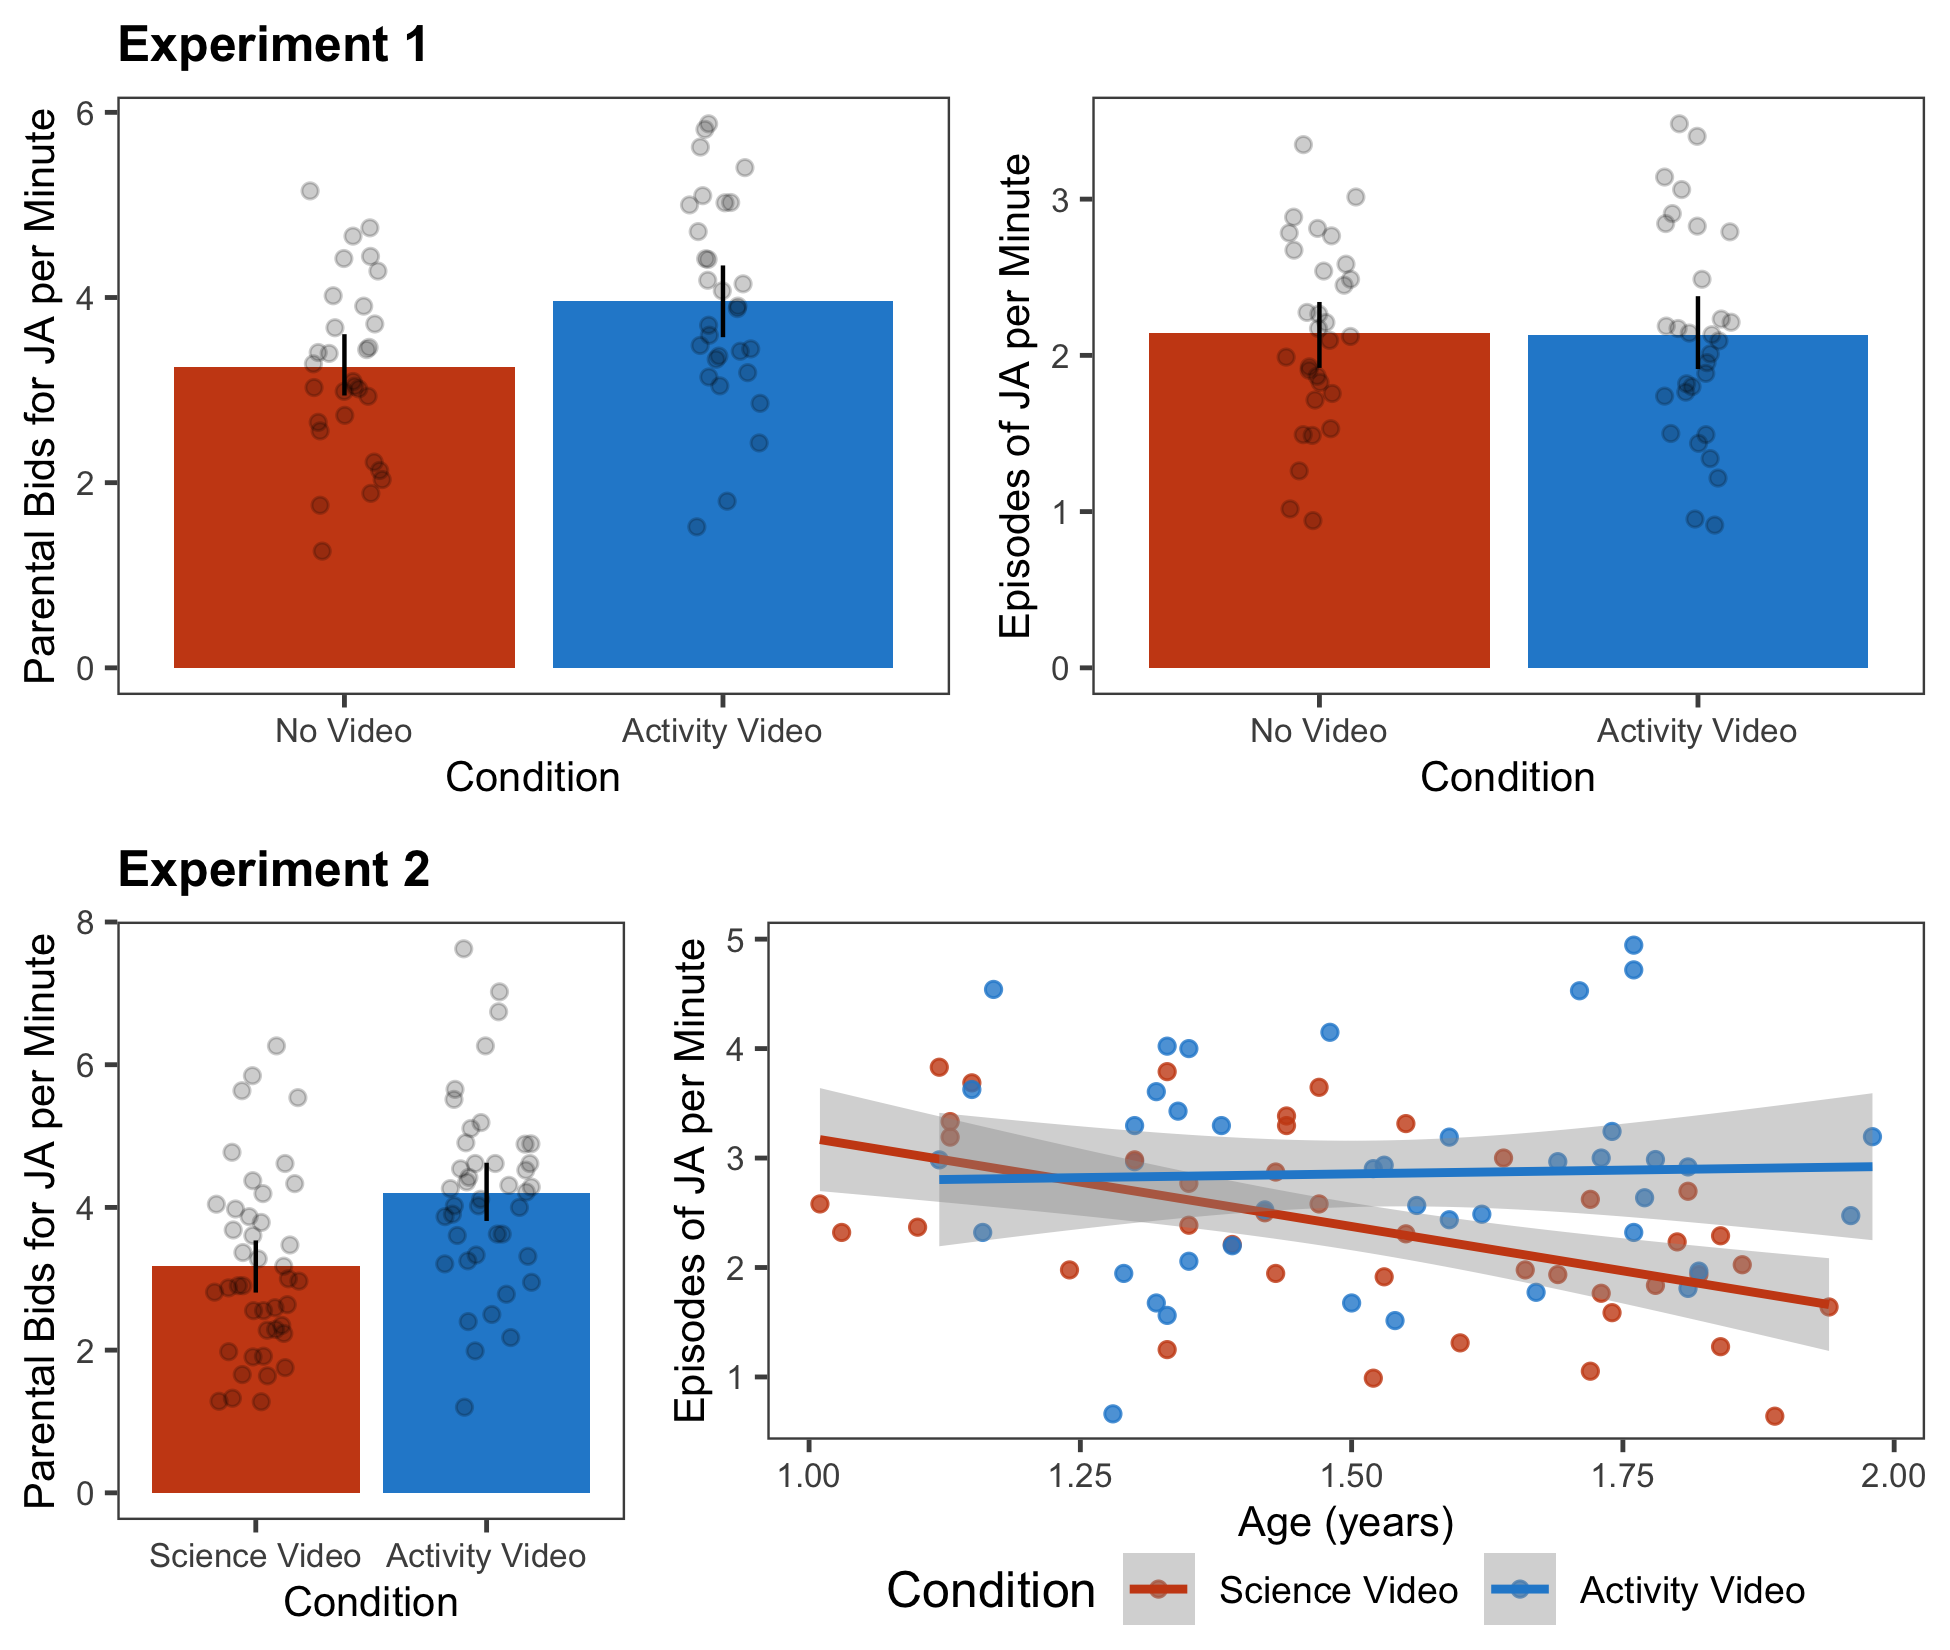 Experiment 1
Parental Bids for JA per Minute
6
4
2
0
No Video
Activity Video
Condition
Episodes of JA per Minute
3
2
1
0
No Video
Activity Video
Condition
Experiment 2
Parental Bids for JA per Minute
8
6
4
2
0
Science Video
Activity Video
Condition
Episodes of JA per Minute
5
4
3
2
1
1.00
1.25
1.50
1.75
2.00
Age (years)
Condition
Science Video
Activity Video